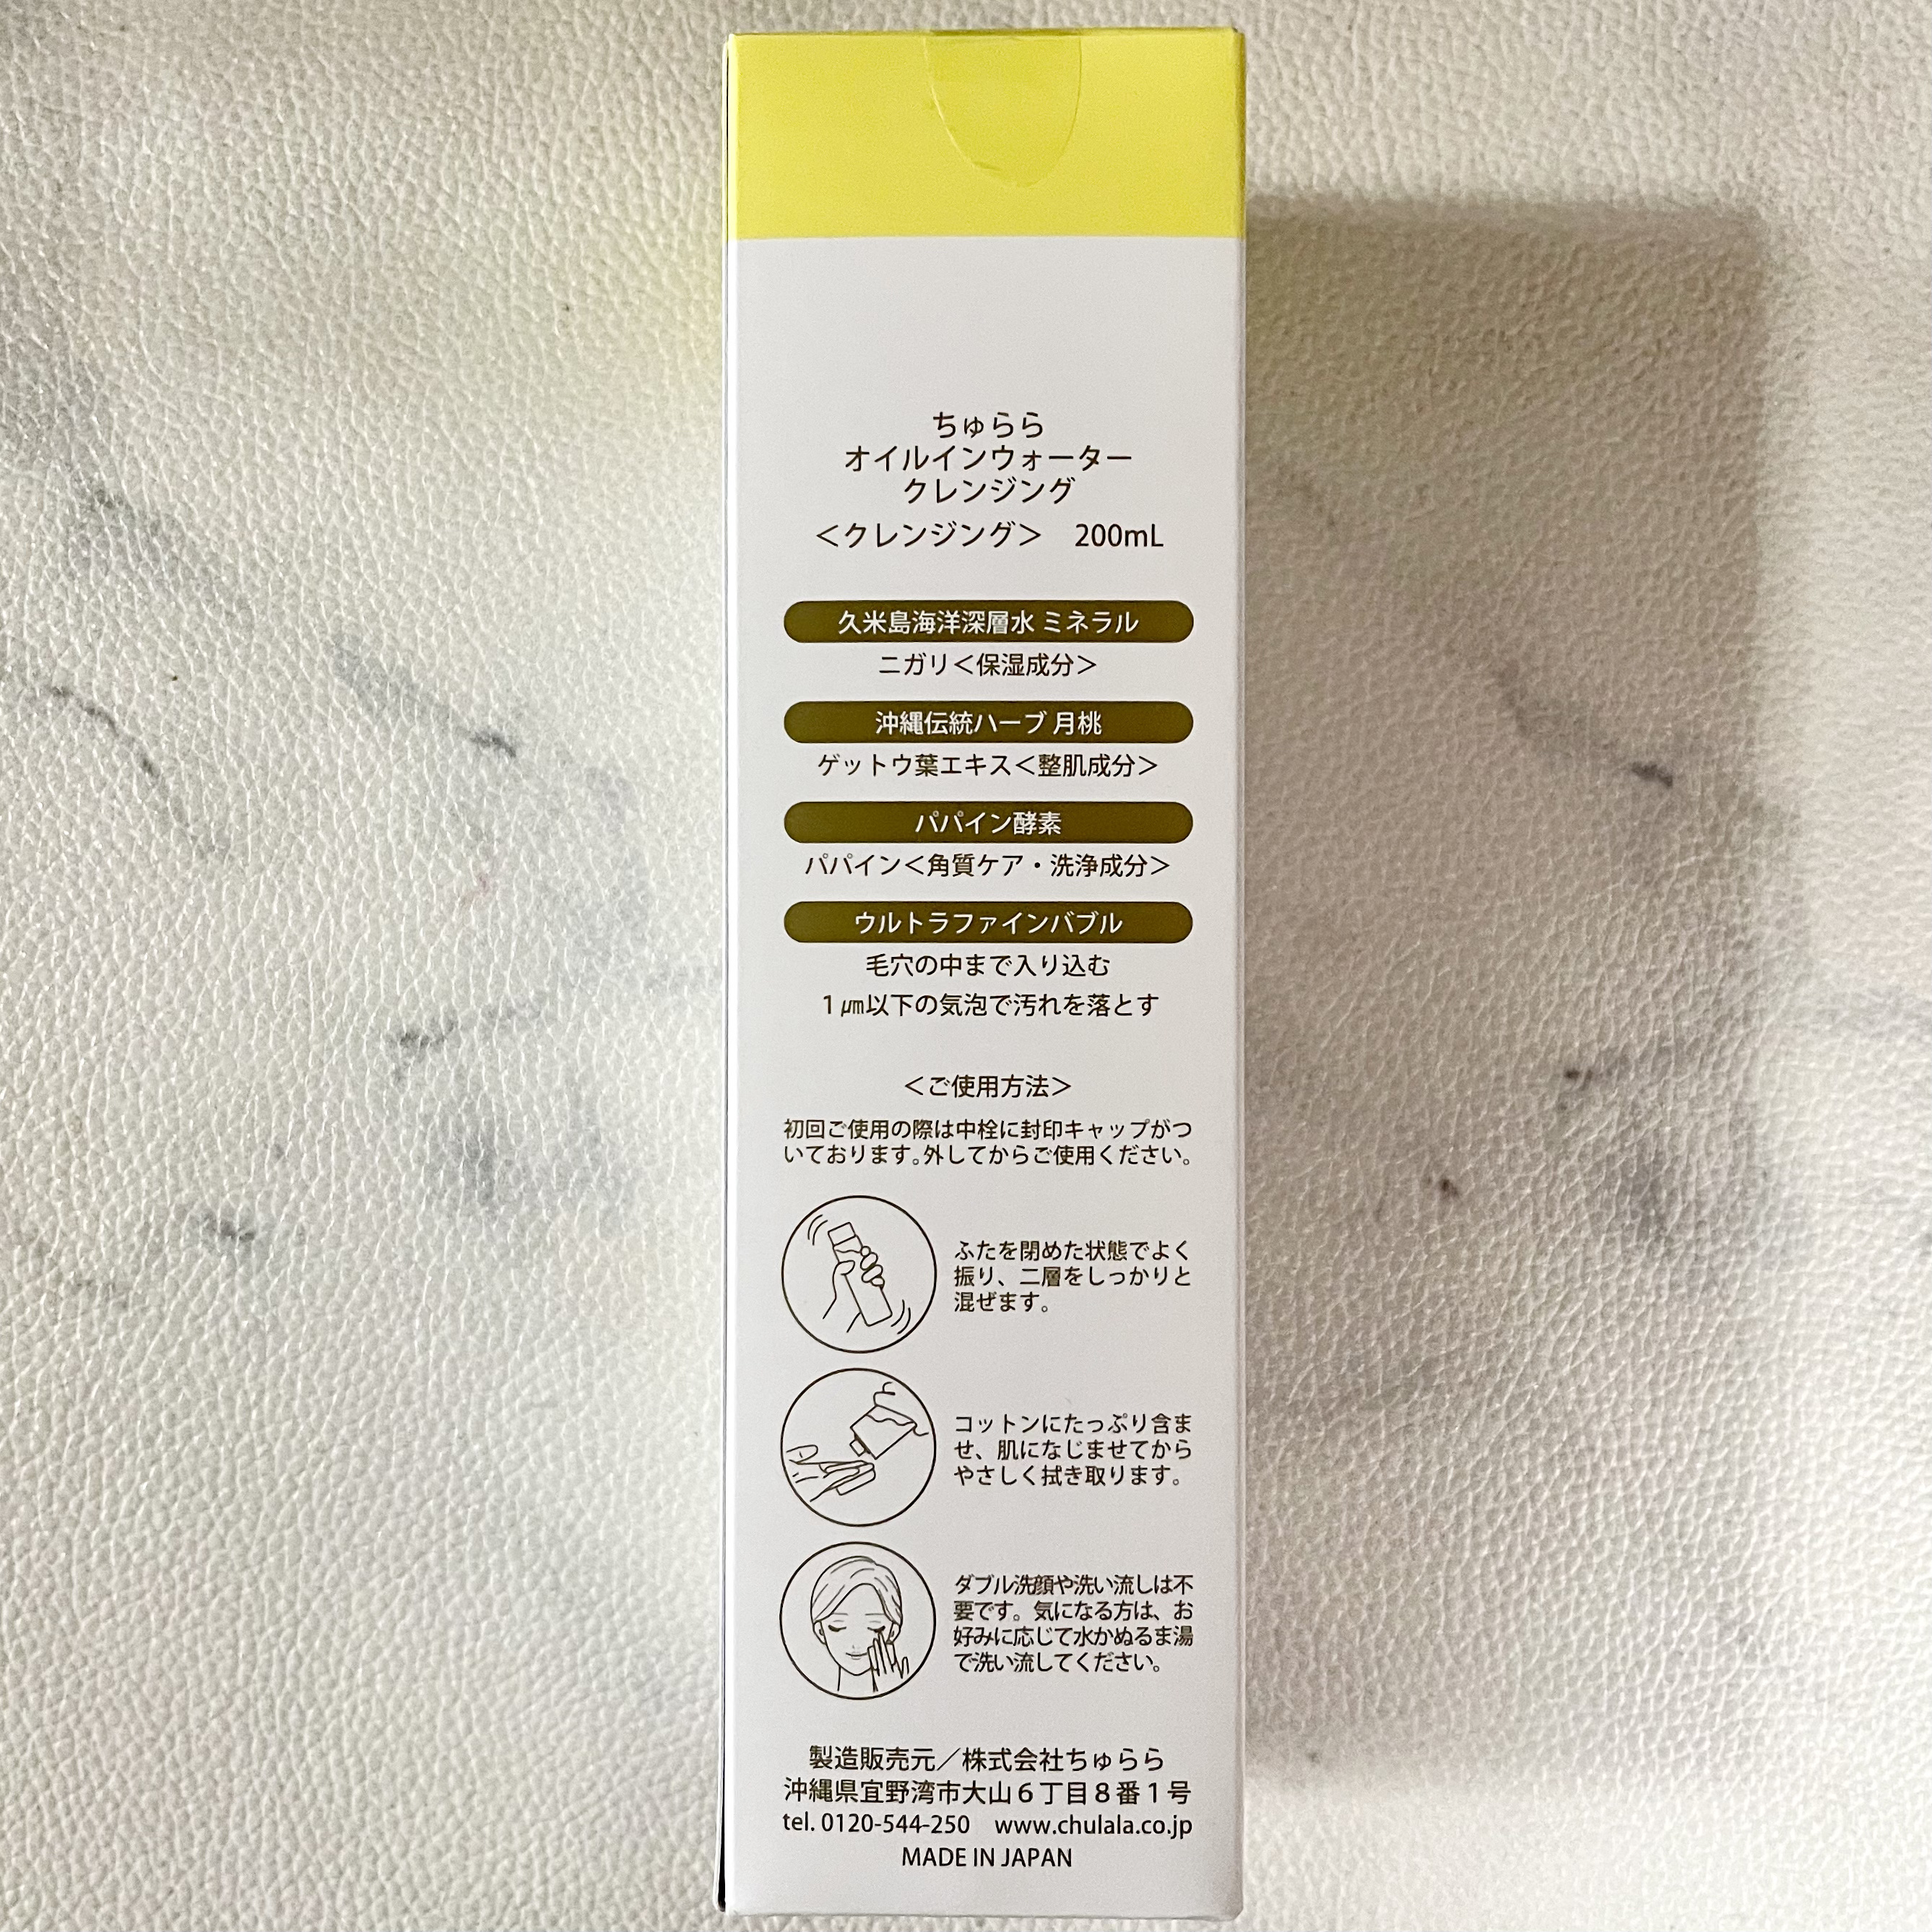 ちゅらら
オイルインウォーター
クレンジング
＜クレンジング＞　200mL
久米島海洋深層水 ミネラル
ニガリ＜保湿成分＞
沖縄伝統ハーブ 月桃
ゲットウ葉エキス＜整肌成分＞
パパイン酵素
パパイン＜角質ケア・洗浄成分＞
ウルトラファインバブル
毛穴の中まで入り込む
1㎛以下の気泡で汚れを落とす
＜ご使用方法＞
初回ご使用の際は中栓に封印キャップがつ
いております。外してからご使用ください。
ふたを閉めた状態でよく
振り、二層をしっかりと
混ぜます。
コットンにたっぷり含ま
せ、肌になじませてから
やさしく拭き取ります。
ダブル洗顔や洗い流しは不
要です。気になる方は、お
好みに応じて水かぬるま湯
で洗い流してください。
製造販売元／株式会社ちゅらら
沖縄県宜野湾市大山６丁目８番１号
tel. 0120-544-250　www.chulala.co.jp
MADE IN JAPAN